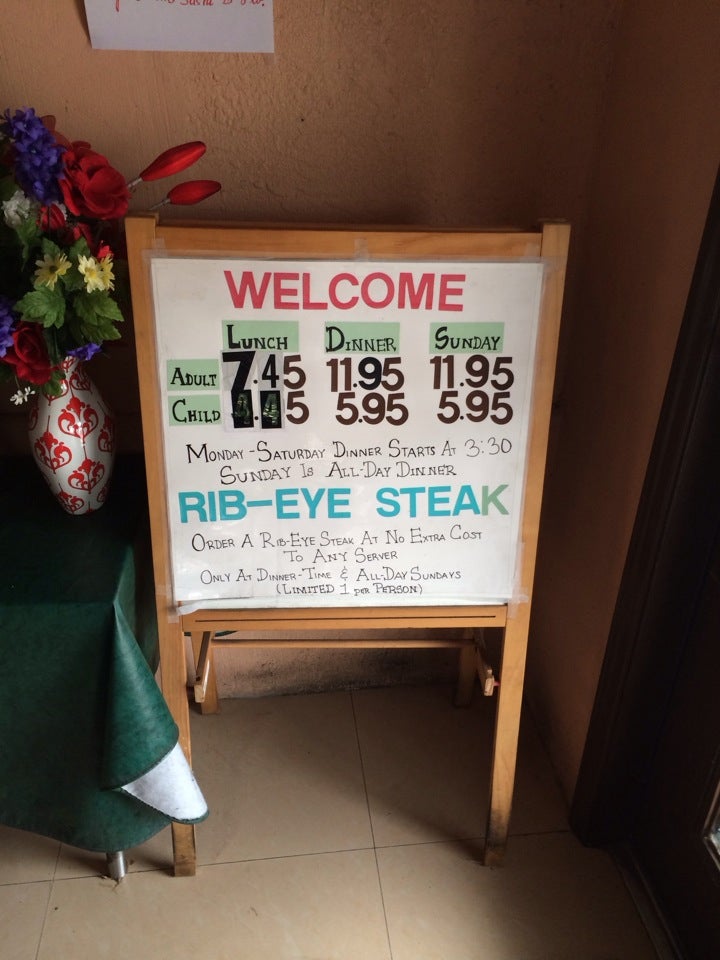 WELCOME
LUNCH DINNER SUNDAY
ADULT 7.45 11.95 11.95
CHILD 5.95 5.95
MONDAY-SATURDAY DINNER STARTS AT 3:30
SUNDAY IS ALL-DAY DINNER
RIB-EYE STEAK
ORDER A RIB-EYE STEAK AT NO EXTRA COST
TO ANY SERVER
ONLY AT DINNER-TIME & ALL-DAY SUNDAYS
(LIMITED 1 PER PERSON)